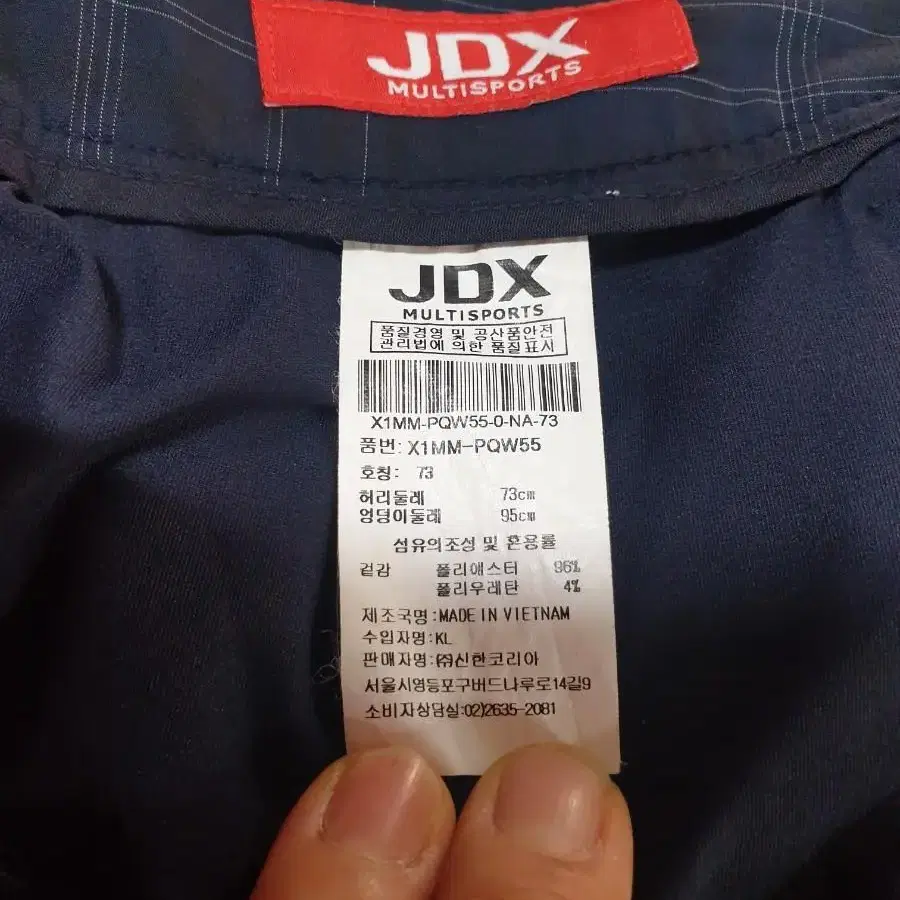 JDX
MULTISPORTS
JDX
MULTISPORTS
품질경영 및 공산품안전
관리법에 의한 품질표시
X1MM-PQW55-0-NA-73
품번: X1MM-PQW55
호칭: 73
허리둘레 73cm
엉덩이둘레 95cm
섬유의조성 및 혼용률
겉감 폴리애스터 96%
폴리우레탄 4%
제조국명:MADE IN VIETNAM
수입자명:KL
판매자명:㈜신한코리아
서울시영등포구버드나루로14길9
소비자상담실:02)2635-2081